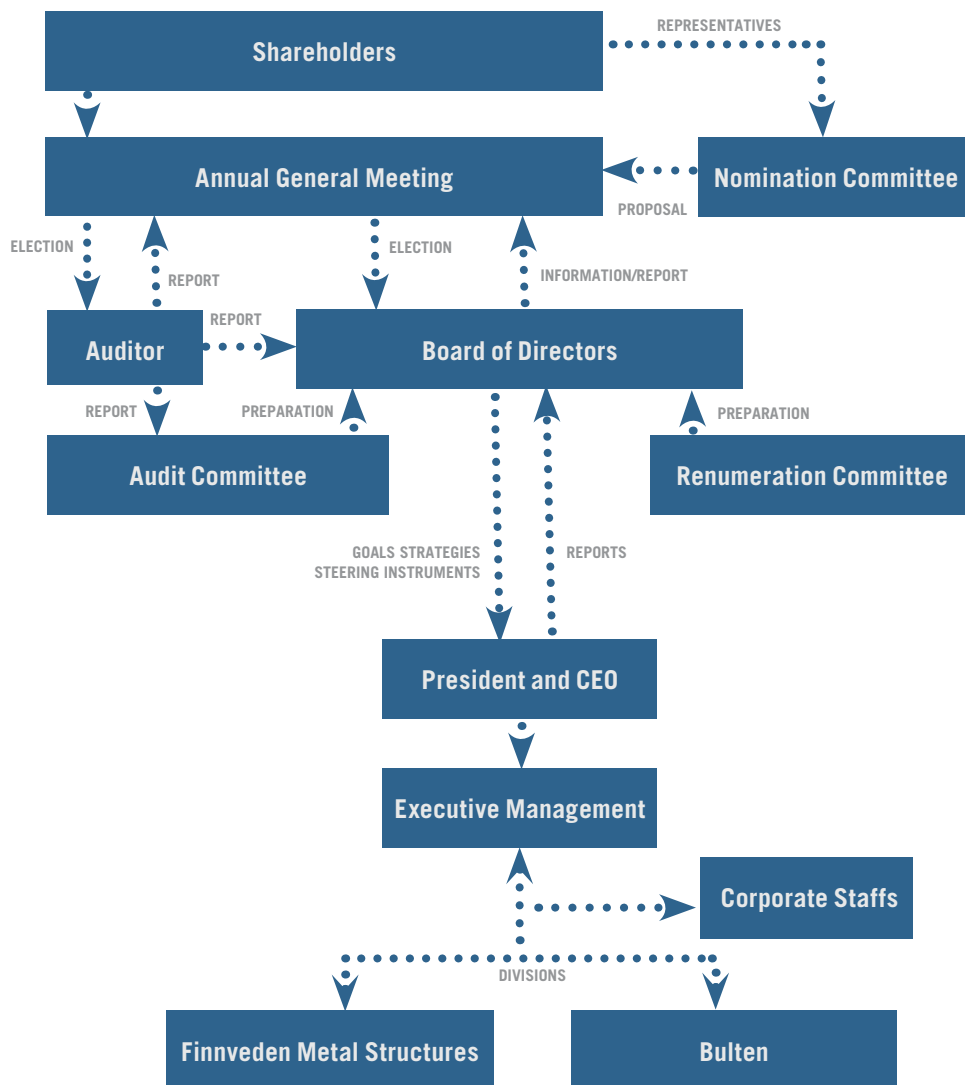 REPRESENTATIVES
Shareholders
Annual General Meeting
Nomination Committee
PROPOSAL
ELECTION
REPORT
ELECTION
INFORMATION/REPORT
REPORT
Auditor
Board of Directors
REPORT
PREPARATION
PREPARATION
Audit Committee
Renumeration Committee
GOALS STRATEGIES
STEERING INSTRUMENTS
REPORTS
President and CEO
Executive Management
Corporate Staffs
DIVISIONS
Finnveden Metal Structures
Bulten